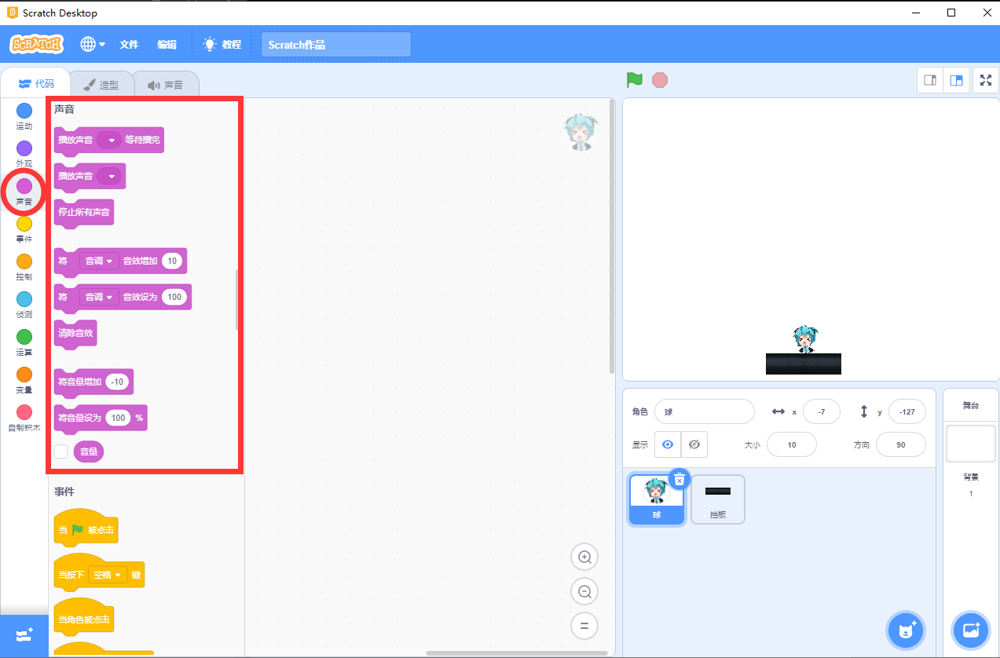 Scratch Desktop
SCRATCH 文件 编辑 教程 Scratch作品
代码 造型 声音
运动
外观
声音
事件
控制
侦测
运算
变量
自制积木
声音
播放声音 等待播完
播放声音
停止所有声音
将 音调 音效增加 10
将 音调 音效设为 100
清除音效
将音量增加 -10
将音量设为 100 %
音量
事件
当 被点击
当按下 空格 键
当角色被点击
角色 球 x -7 y -127
显示 大小 10 方向 90
球
挡板
舞台
背景
1